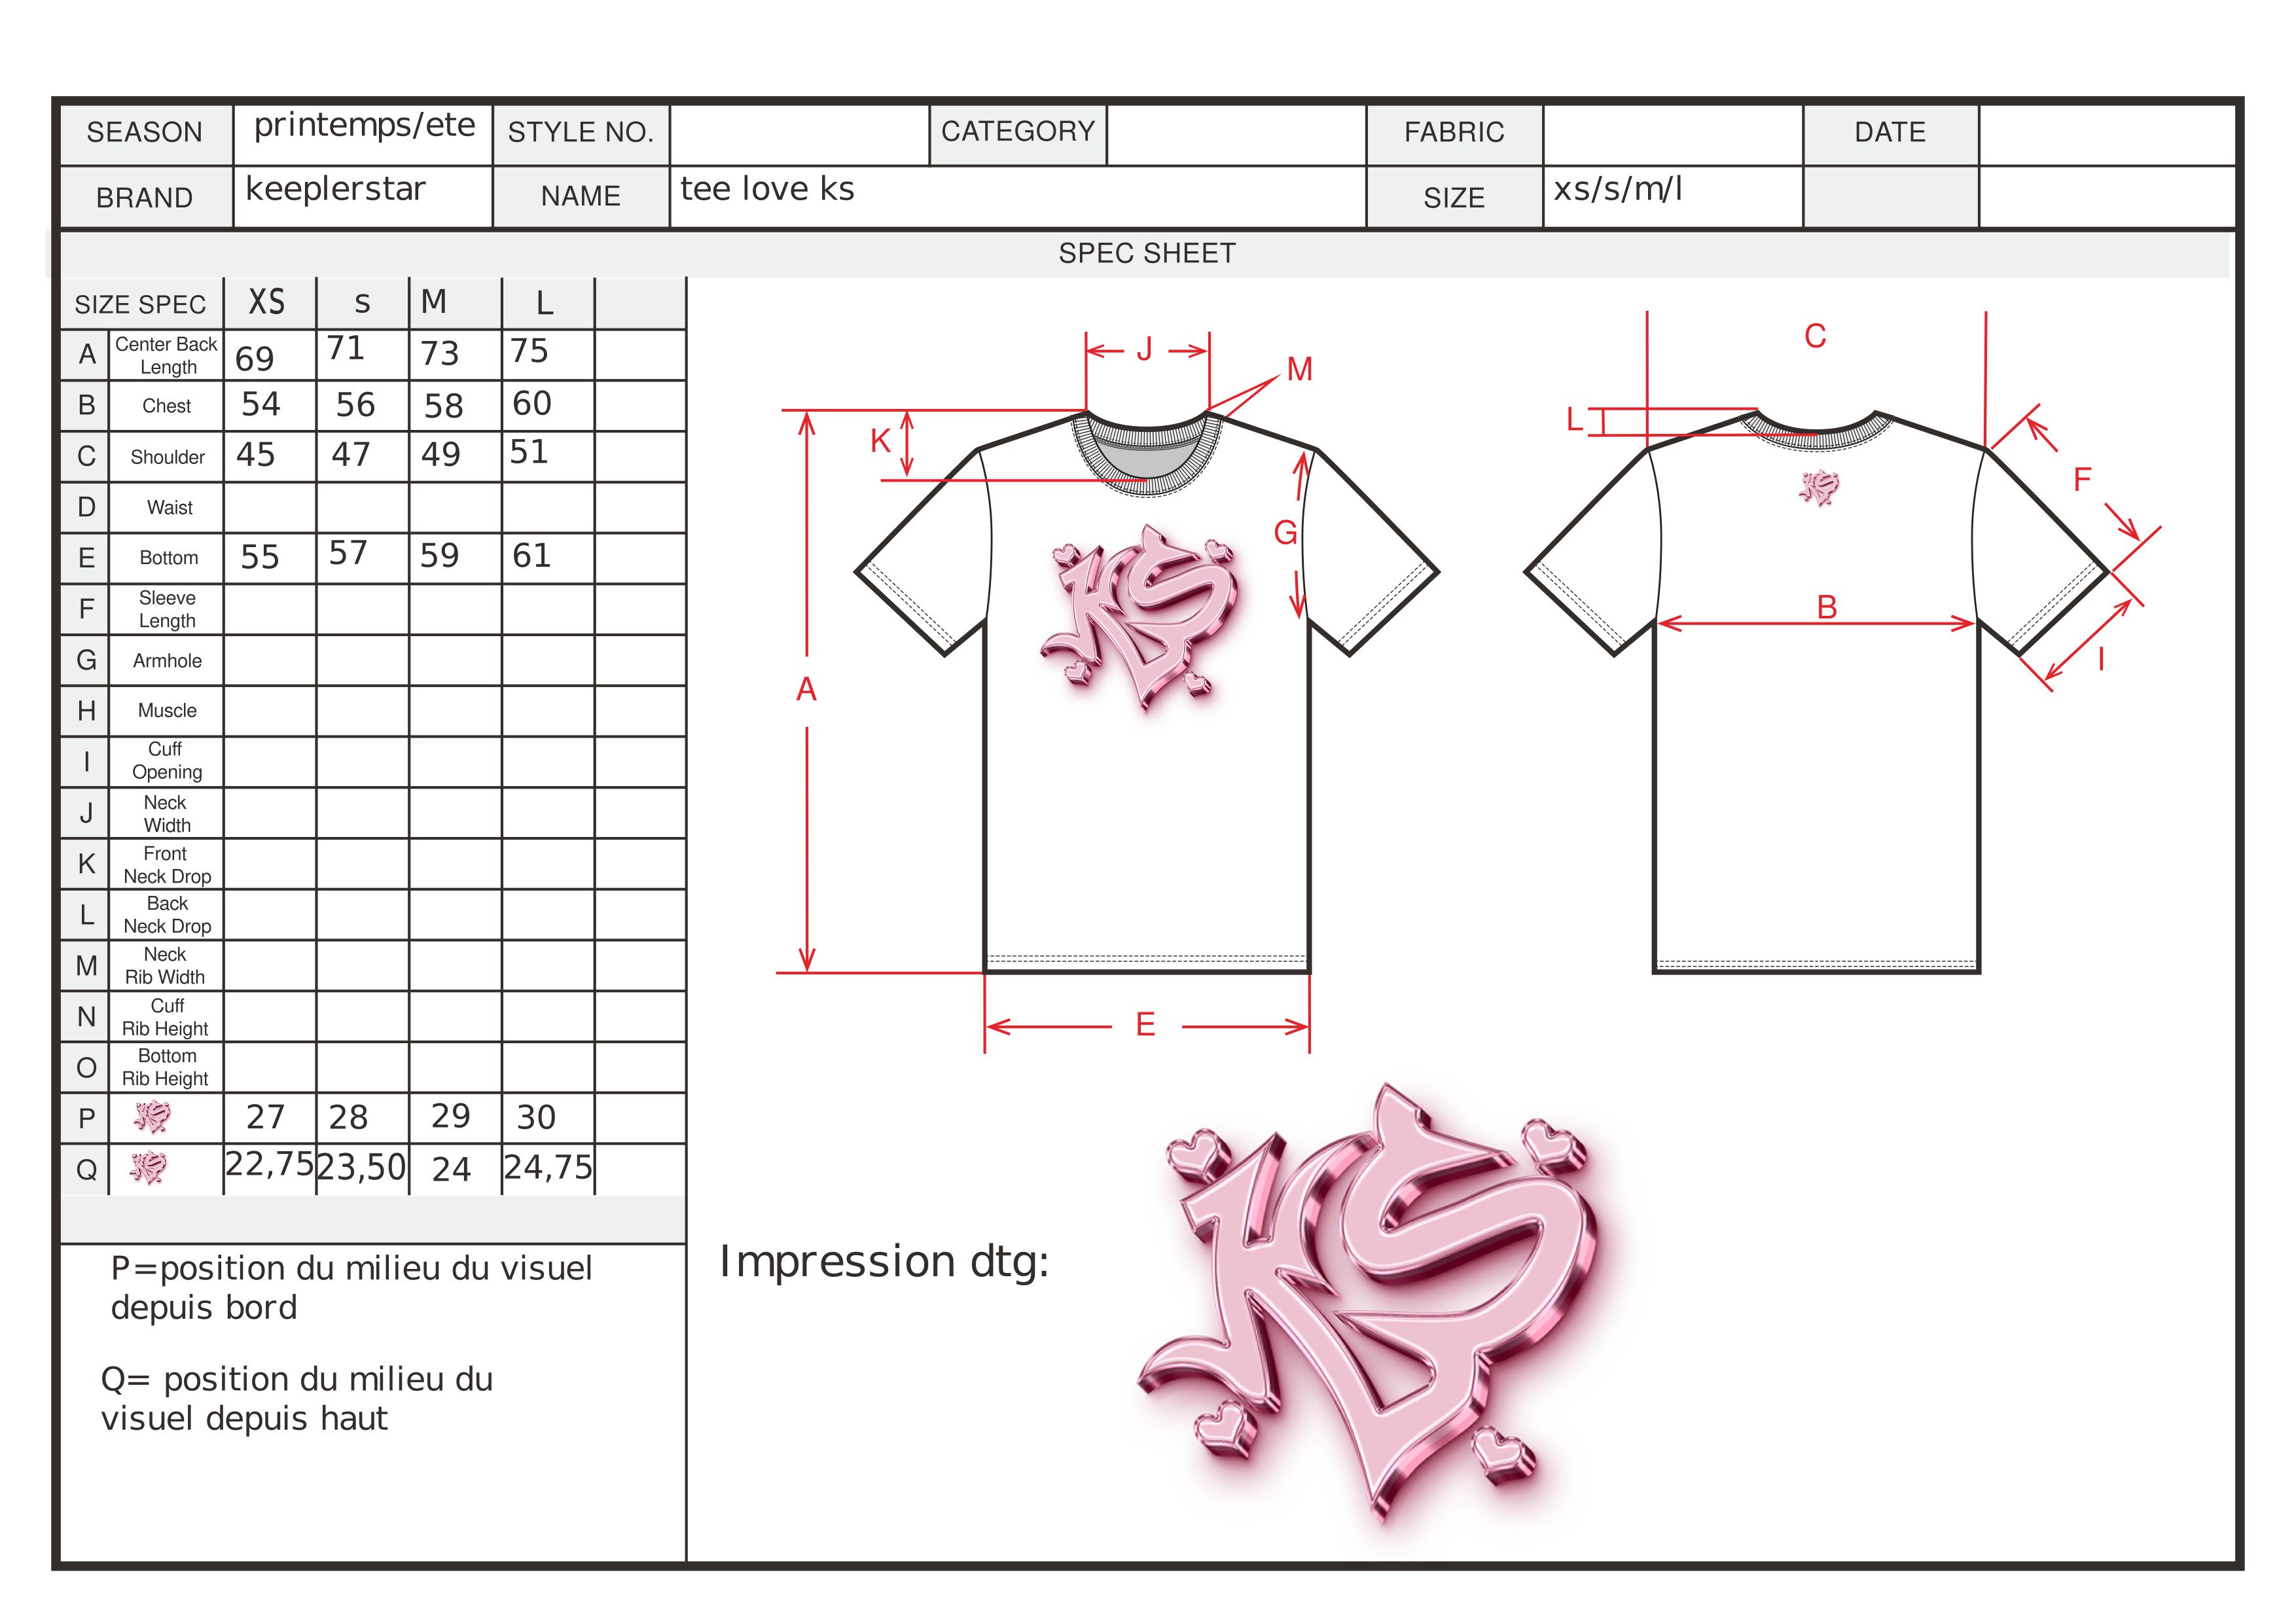 SEASON printemps/ete STYLE NO. CATEGORY FABRIC DATE
BRAND keeplerstar NAME tee love ks SIZE xs/s/m/l
SPEC SHEET
SIZE SPEC XS s M L
A Center Back Length 69 71 73 75
B Chest 54 56 58 60
C Shoulder 45 47 49 51
D Waist
E Bottom 55 57 59 61
F Sleeve Length
G Armhole
H Muscle
I Cuff Opening
J Neck Width
K Front Neck Drop
L Back Neck Drop
M Neck Rib Width
N Cuff Rib Height
O Bottom Rib Height
P KS 27 28 29 30
Q KS 22,75 23,50 24 24,75
P=position du milieu du visuel
depuis bord
Q= position du milieu du
visuel depuis haut
J
M
K
G
KS
A
E
C
L
KS
F
B
I
Impression dtg:
KS